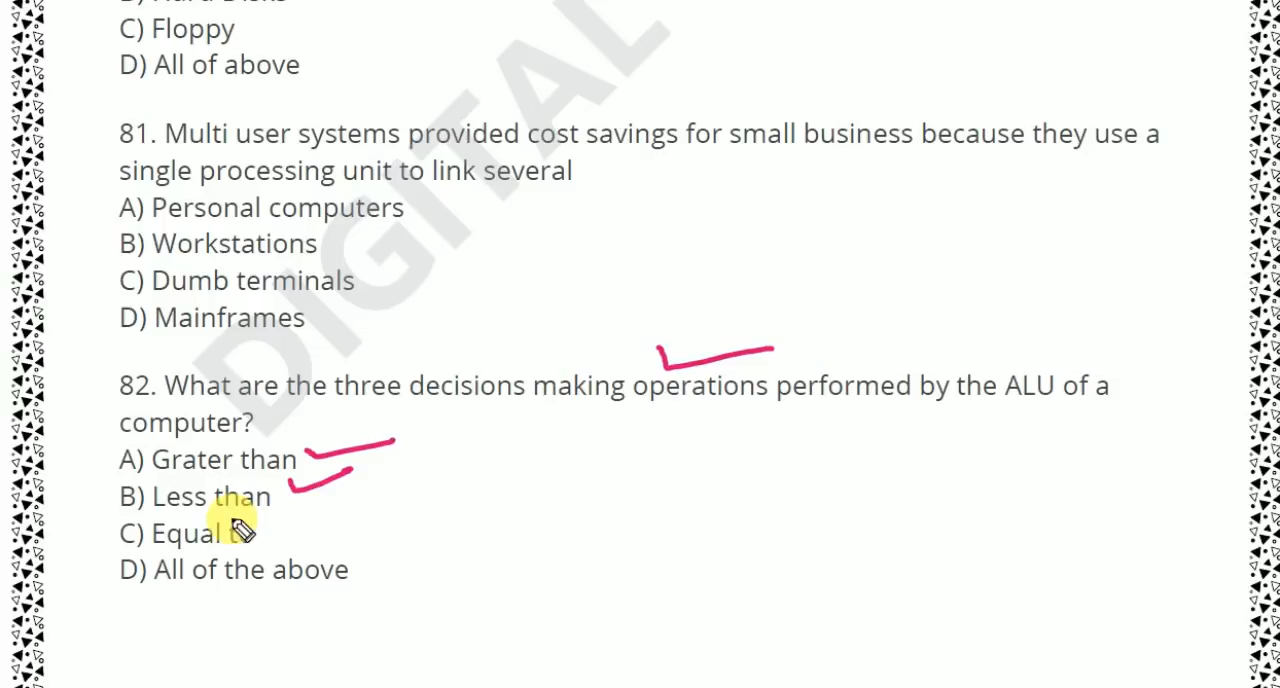 C) Floppy
D) All of above
81. Multi user systems provided cost savings for small business because they use a
single processing unit to link several
A) Personal computers
B) Workstations
C) Dumb terminals
D) Mainframes
82. What are the three decisions making operations performed by the ALU of a
computer?
A) Grater than
B) Less than
C) Equal
D) All of the above
DIGITAL